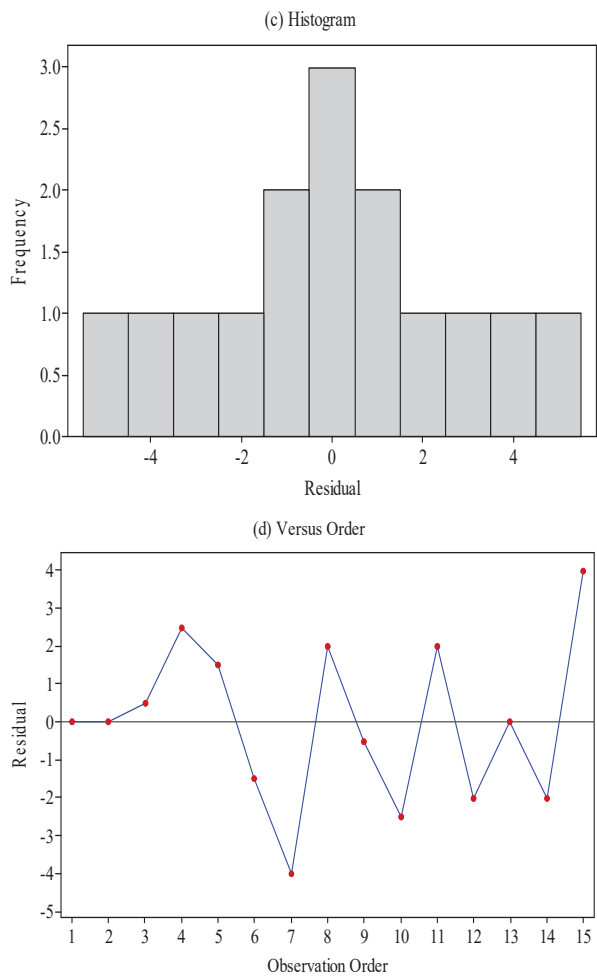 (c) Histogram
3.0
2.5
2.0
1.5
1.0
0.5
0.0
Frequency
-4 -2 0 2 4
Residual
(d) Versus Order
4
3
2
1
0
-1
-2
-3
-4
-5
Residual
1 2 3 4 5 6 7 8 9 10 11 12 13 14 15
Observation Order